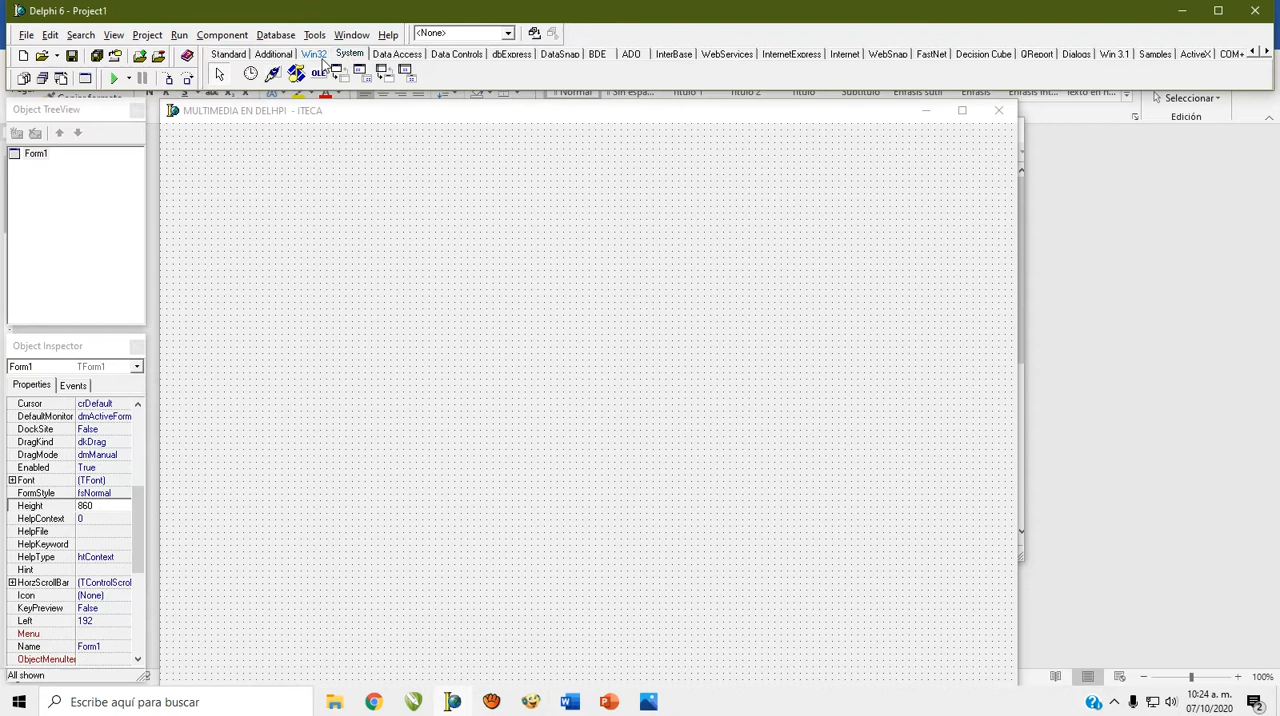 Delphi 6 - Project1
File Edit Search View Project Run Component Database Tools Window Help <None>
Standard Additional Win32 System Data Access Data Controls dbExpress DataSnap BDE ADO InterBase WebServices InternetExpress Internet WebSnap FastNet Decision Cube QReport Dialogs Win 3.1 Samples ActiveX COM+
OLE
Seleccionar
Edición
Object TreeView
MULTIMEDIA EN DELHPI - ITECA
Form1
Object Inspector
Form1 TForm1
Properties Events
Cursor crDefault
DefaultMonitor dmActiveForm
DockSite False
DragKind dkDrag
DragMode dmManual
Enabled True
Font (TFont)
FormStyle fsNormal
Height 860
HelpContext 0
HelpFile
HelpKeyword
HelpType htContext
Hint
HorzScrollBar (TControlScrol
Icon (None)
KeyPreview False
Left 192
Menu
Name Form1
ObjectMenuIter
All shown
100%
Escribe aquí para buscar
10:24 a. m.
07/10/2020
2